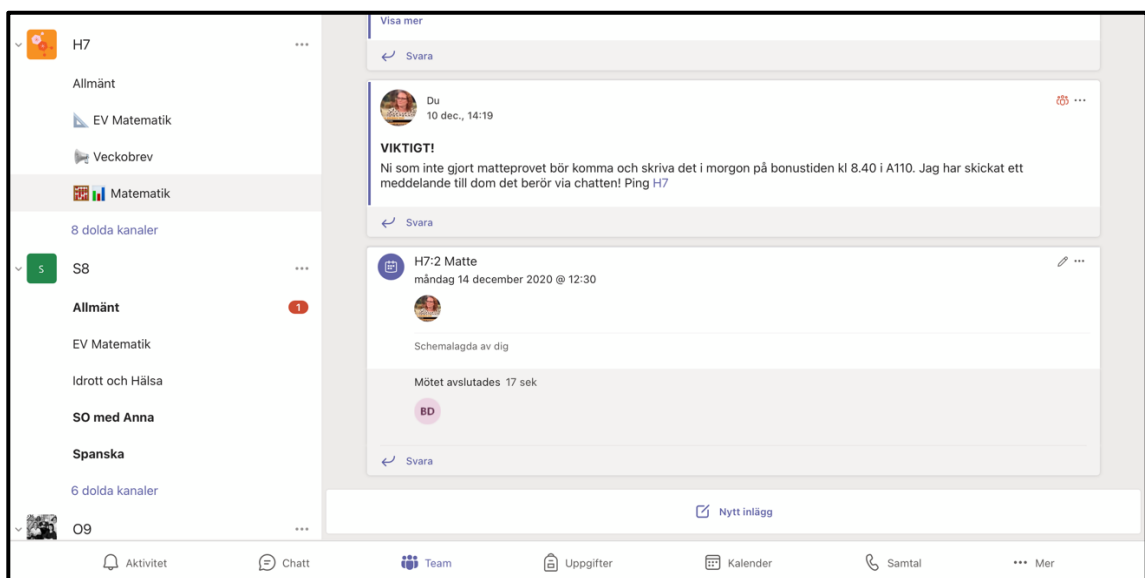 H7
Allmänt
EV Matematik
Veckobrev
Matematik
8 dolda kanaler
S
S8
Allmänt
1
EV Matematik
Idrott och Hälsa
SO med Anna
Spanska
6 dolda kanaler
O9
Visa mer
Svara
Du
10 dec., 14:19
VIKTIGT!
Ni som inte gjort matteprovet bör komma och skriva det i morgon på bonustiden kl 8.40 i A110. Jag har skickat ett
meddelande till dom det berör via chatten! Ping H7
Svara
H7:2 Matte
måndag 14 december 2020 @ 12:30
Schemalagda av dig
Mötet avslutades 17 sek
BD
Svara
Nytt inlägg
Aktivitet
Chatt
Team
Uppgifter
Kalender
Samtal
Mer